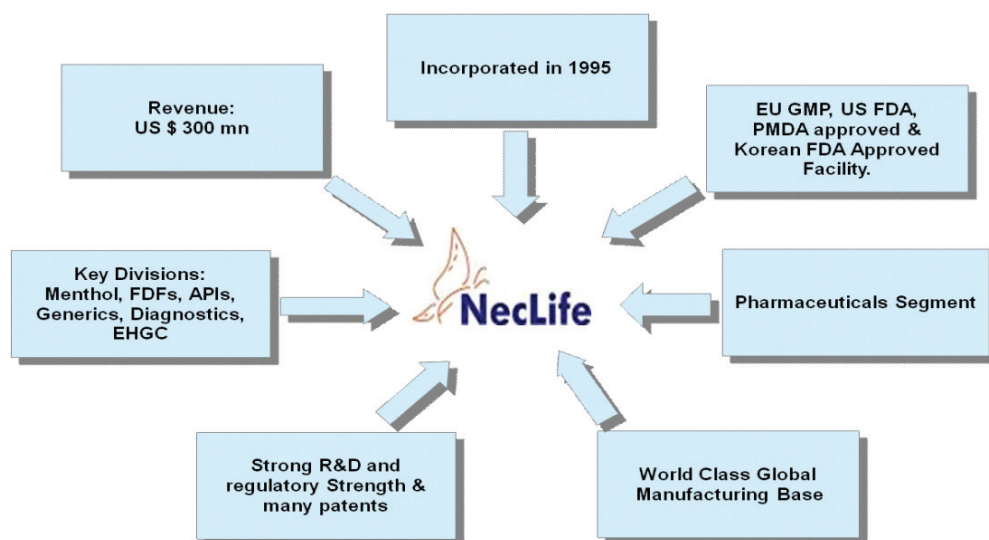 Incorporated in 1995
Revenue:
US $ 300 mn
EU GMP, US FDA,
PMDA approved &
Korean FDA Approved
Facility.
Key Divisions:
Menthol, FDFs, APIs,
Generics, Diagnostics,
EHGC
NecLife
Pharmaceuticals Segment
Strong R&D and
regulatory Strength &
many patents
World Class Global
Manufacturing Base